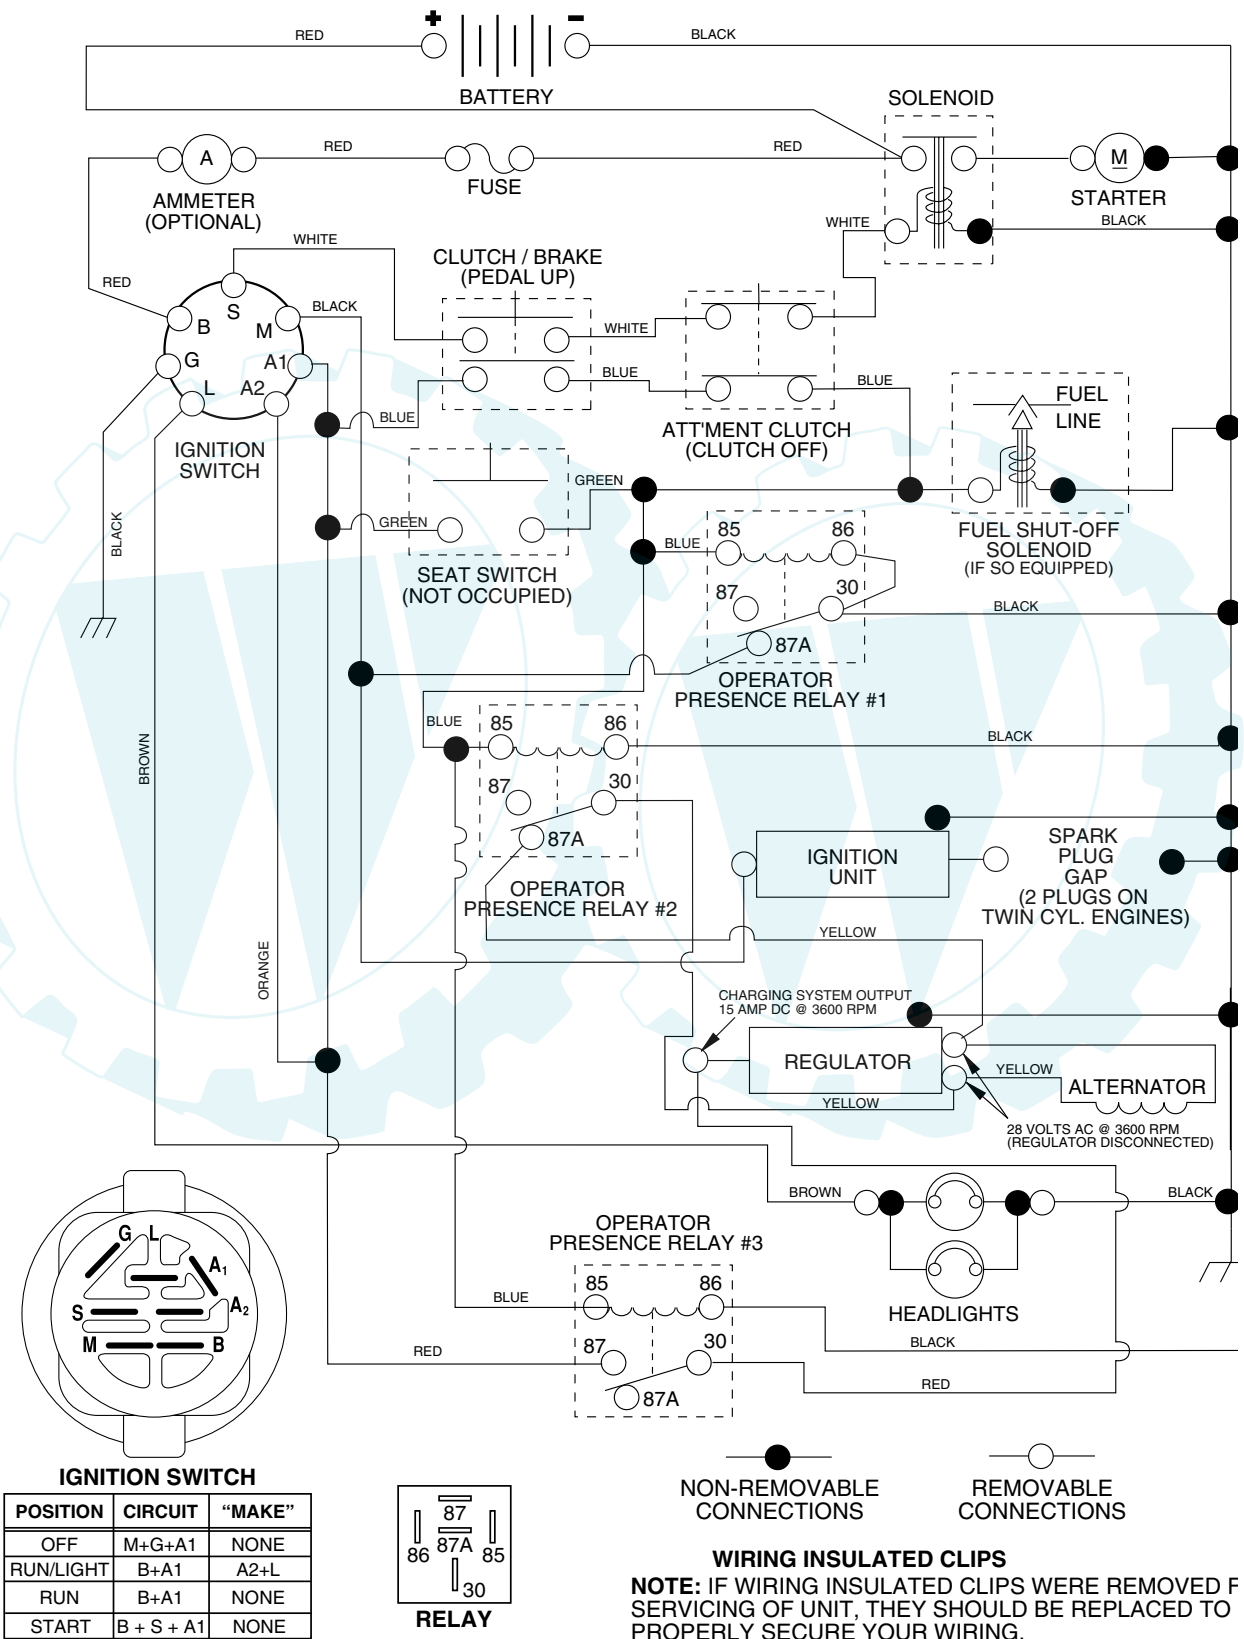 + −
RED
BLACK
BATTERY
SOLENOID
A
RED
RED
M
AMMETER
(OPTIONAL)
FUSE
STARTER
WHITE
WHITE
BLACK
CLUTCH / BRAKE
(PEDAL UP)
RED
BLACK
S
B
M
WHITE
G
A1
BLUE
BLUE
L
A2
FUEL
LINE
BLUE
ATT'MENT CLUTCH
(CLUTCH OFF)
IGNITION
SWITCH
GREEN
BLACK
GREEN
85
86
FUEL SHUT-OFF
SOLENOID
(IF SO EQUIPPED)
BLUE
SEAT SWITCH
(NOT OCCUPIED)
87
30
BLACK
87A
OPERATOR
PRESENCE RELAY #1
BLUE
85
86
BLACK
BROWN
87
30
87A
IGNITION
UNIT
SPARK
PLUG
GAP
(2 PLUGS ON
TWIN CYL. ENGINES)
OPERATOR
PRESENCE RELAY #2
YELLOW
ORANGE
CHARGING SYSTEM OUTPUT
15 AMP DC @ 3600 RPM
REGULATOR
YELLOW
ALTERNATOR
YELLOW
28 VOLTS AC @ 3600 RPM
(REGULATOR DISCONNECTED)
BROWN
BLACK
OPERATOR
PRESENCE RELAY #3
G L
A1
A2
S
M
B
85
86
BLUE
HEADLIGHTS
87
30
RED
BLACK
87A
RED
IGNITION SWITCH
POSITION CIRCUIT "MAKE"
OFF M+G+A1 NONE
RUN/LIGHT B+A1 A2+L
RUN B+A1 NONE
START B + S + A1 NONE
87
87A
86
85
30
RELAY
NON-REMOVABLE
CONNECTIONS
REMOVABLE
CONNECTIONS
WIRING INSULATED CLIPS
NOTE: IF WIRING INSULATED CLIPS WERE REMOVED F
SERVICING OF UNIT, THEY SHOULD BE REPLACED TO
PROPERLY SECURE YOUR WIRING.